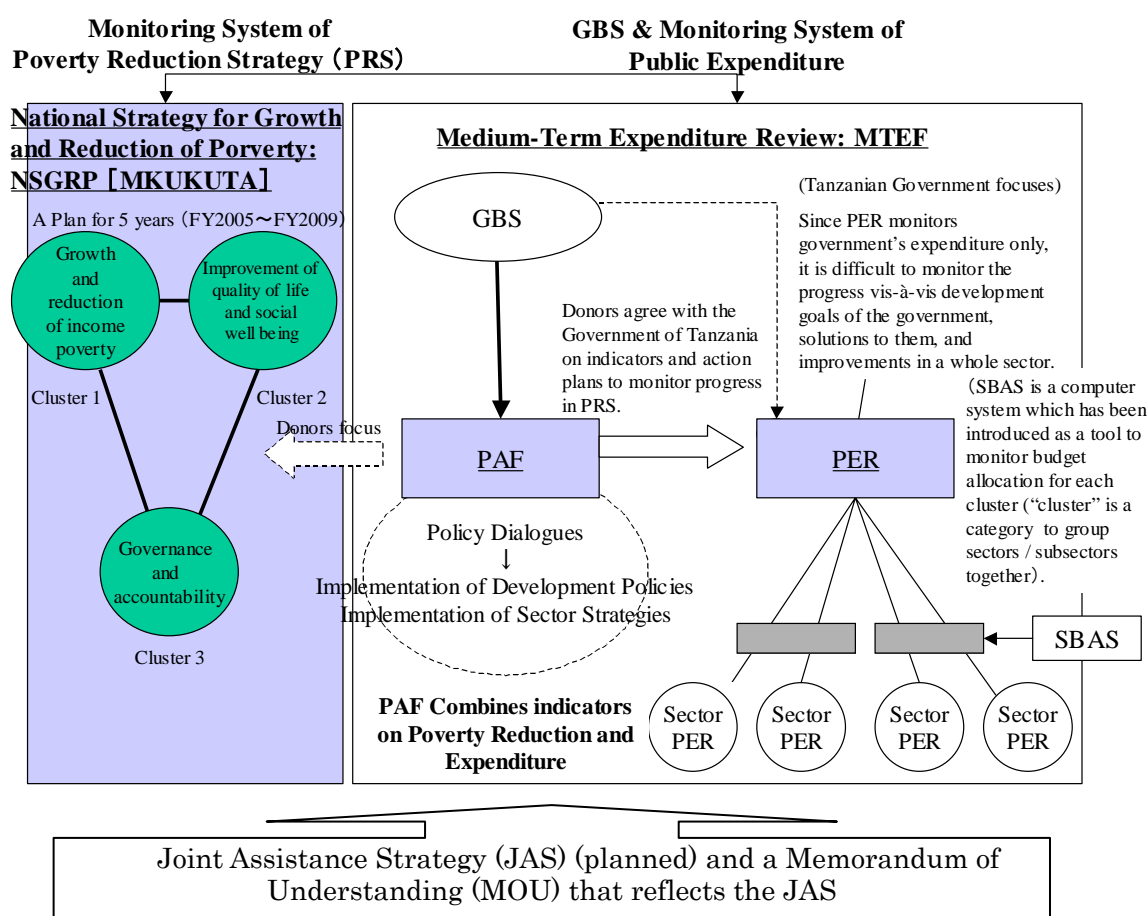 Monitoring System of
Poverty Reduction Strategy (PRS)
GBS & Monitoring System of
Public Expenditure
National Strategy for Growth
and Reduction of Porverty:
NSGRP [MKUKUTA]
A Plan for 5 years (FY2005～FY2009)
Growth
and
reduction
of income
poverty
Improvement of
quality of life
and social
well being
Cluster 1
Cluster 2
Governance
and
accountability
Cluster 3
Donors focus
Medium-Term Expenditure Review: MTEF
GBS
(Tanzanian Government focuses)
Since PER monitors
government's expenditure only,
it is difficult to monitor the
progress vis-à-vis development
goals of the government,
solutions to them, and
improvements in a whole sector.
Donors agree with the
Government of Tanzania
on indicators and action
plans to monitor progress
in PRS.
(SBAS is a computer
system which has been
introduced as a tool to
monitor budget
allocation for each
cluster (“cluster” is a
category to group
sectors / subsectors
together).
PAF
PER
Policy Dialogues
↓
Implementation of Development Policies
Implementation of Sector Strategies
SBAS
PAF Combines indicators
on Poverty Reduction and
Expenditure
Sector
PER
Sector
PER
Sector
PER
Sector
PER
Joint Assistance Strategy (JAS) (planned) and a Memorandum of
Understanding (MOU) that reflects the JAS